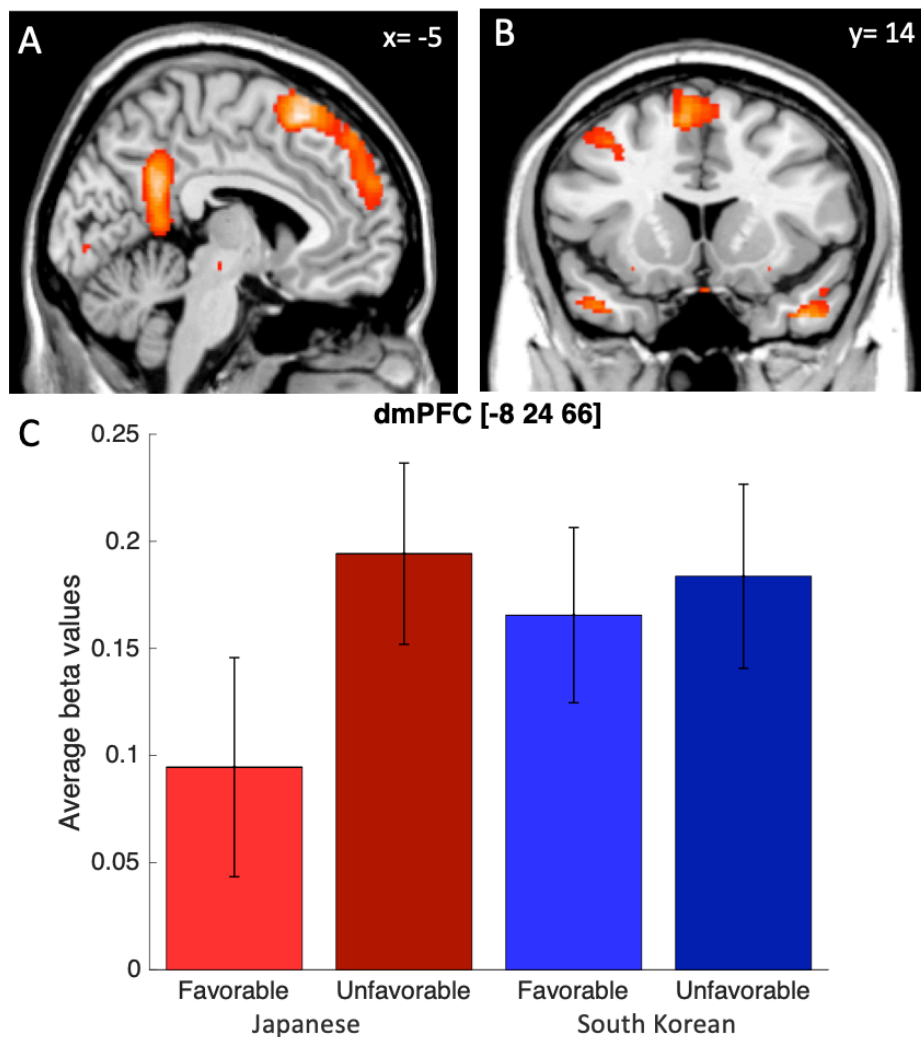 A
x= -5
B
y= 14
C
dmPFC [-8 24 66]
Average beta values
0.25
0.2
0.15
0.1
0.05
0
Favorable Unfavorable Favorable Unfavorable
Japanese South Korean